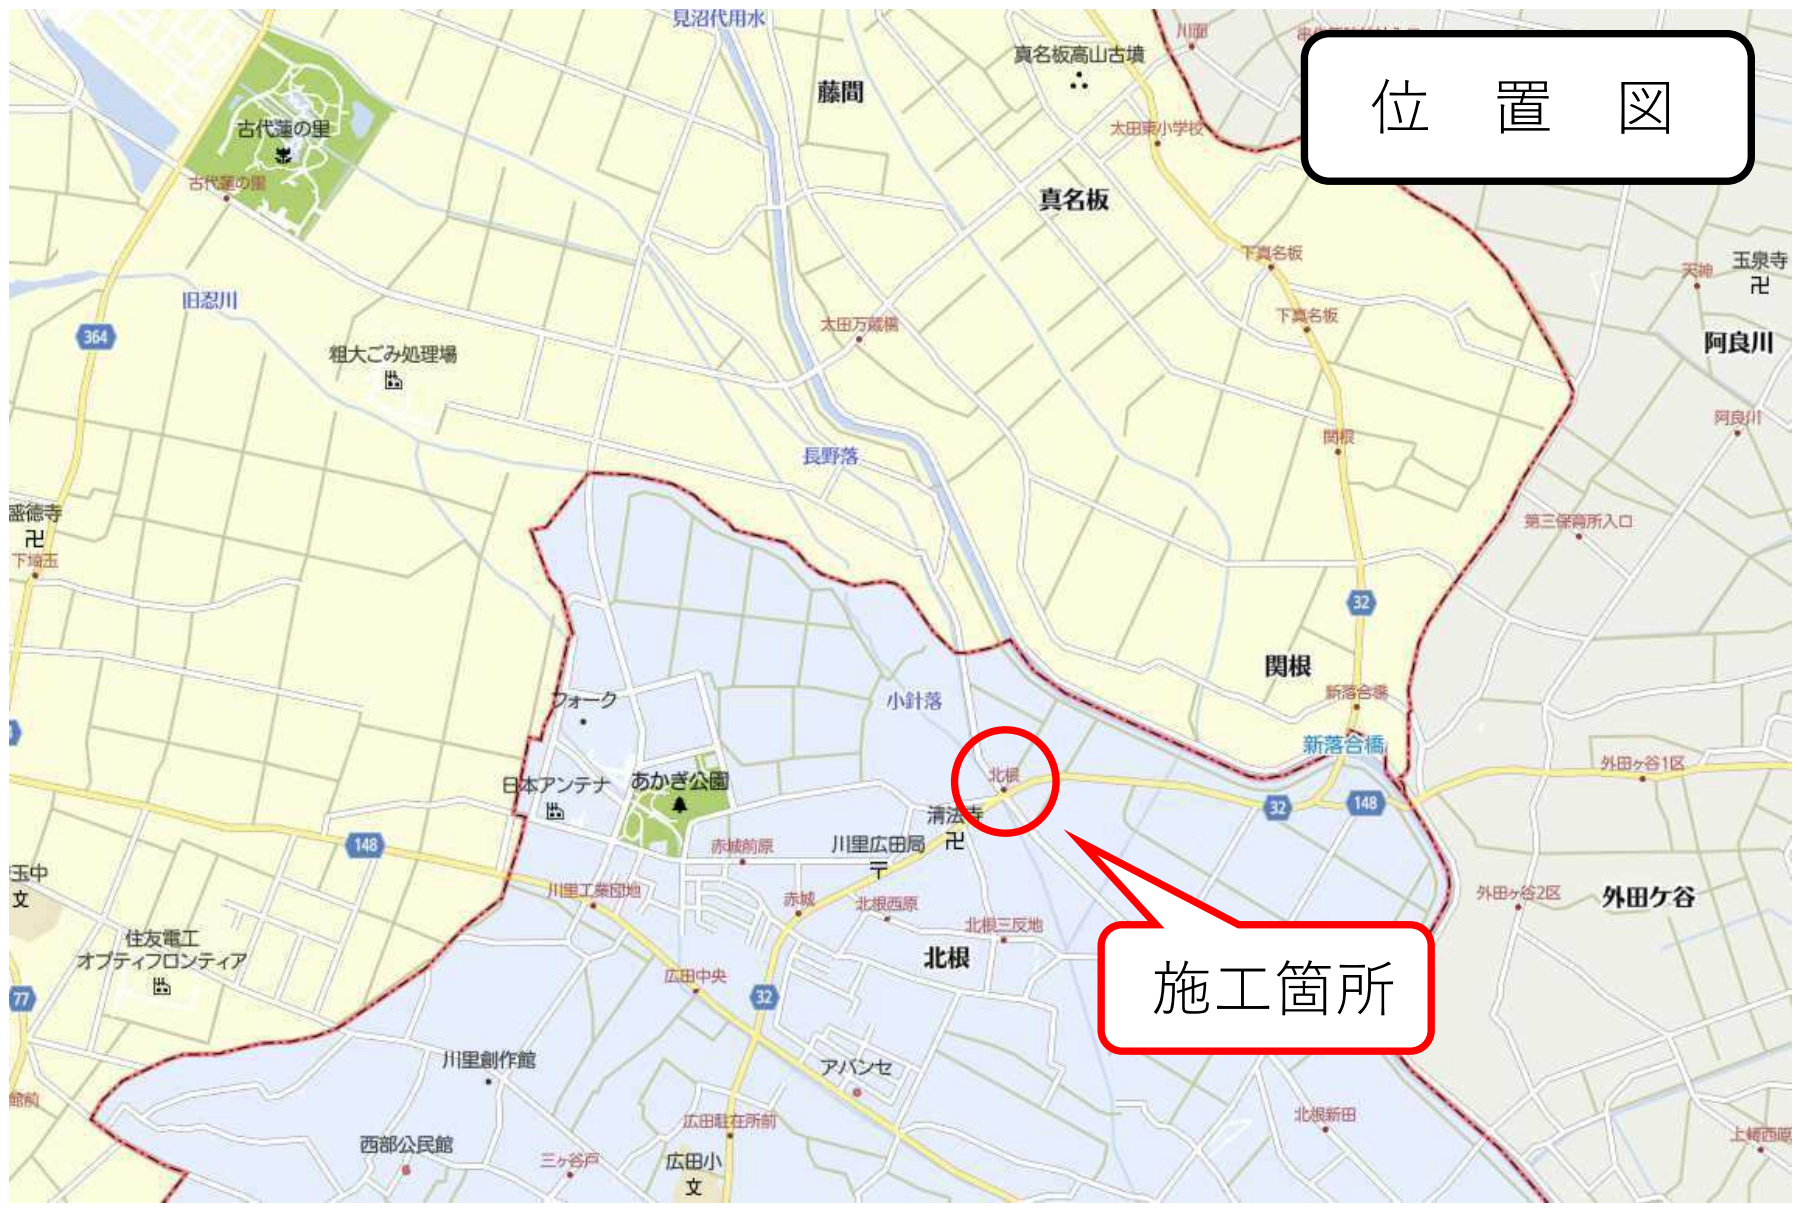 見沼代用水
川面
真名板高山古墳
位 置 図
藤間
古代蓮の里
太田東小学校
古代蓮の里
真名板
下真名板
玉泉寺
天神
旧忍川
下真名板
太田万蔵橋
364
阿良川
粗大ごみ処理場
阿良川
関根
長野落
盛徳寺
第三保育所入口
下埼玉
32
関根
新落合橋
フォーク
小針落
新落合橋
外田ヶ谷1区
北根
日本アンテナ
あかぎ公園
32
148
清法寺
148
赤城前原
川里広田局
玉中
文
川里工業団地
赤城
北根西原
外田ヶ谷2区
外田ケ谷
北根三反地
住友電工
オプティフロンティア
北根
広田中央
施工箇所
77
32
川里創作館
アバンセ
館前
広田駐在所前
北根新田
上崎西原
西部公民館
三ヶ谷戸
広田小
文